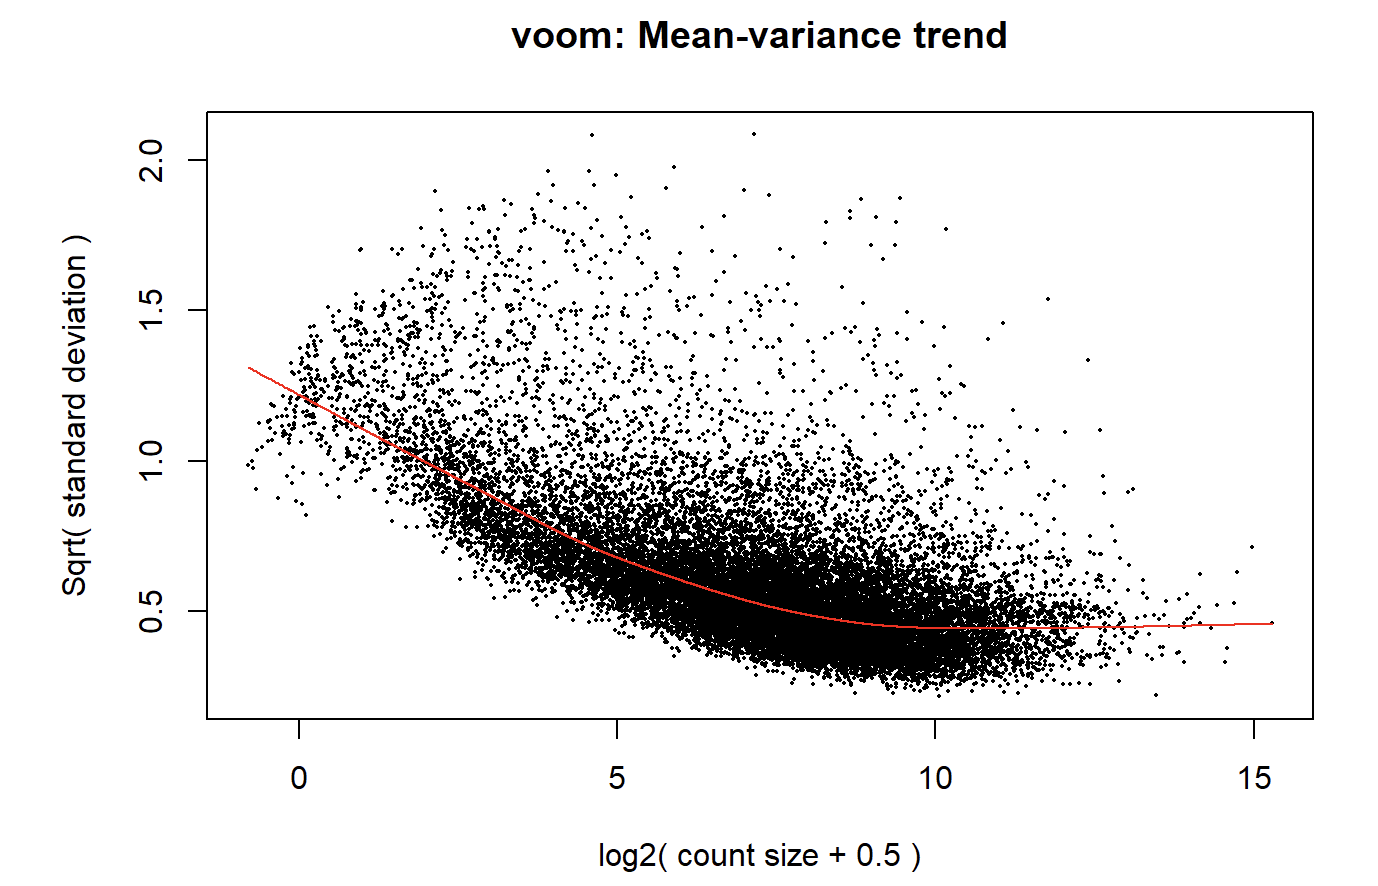 voom: Mean-variance trend
Sqrt( standard deviation )
2.0
1.5
1.0
0.5
0 5 10 15
log2( count size + 0.5 )